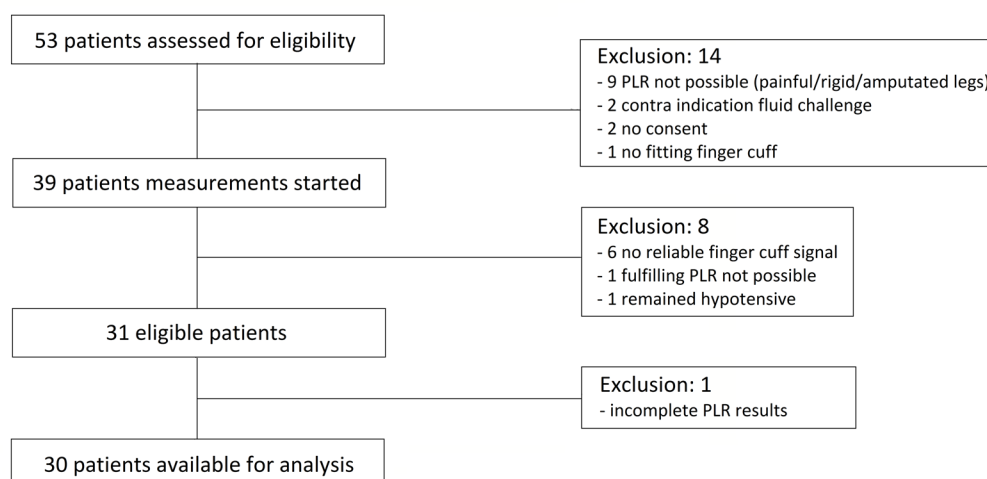 53 patients assessed for eligibility
Exclusion: 14
- 9 PLR not possible (painful/rigid/amputated legs)
- 2 contra indication fluid challenge
- 2 no consent
- 1 no fitting finger cuff
39 patients measurements started
Exclusion: 8
- 6 no reliable finger cuff signal
- 1 fulfilling PLR not possible
- 1 remained hypotensive
31 eligible patients
Exclusion: 1
- incomplete PLR results
30 patients available for analysis